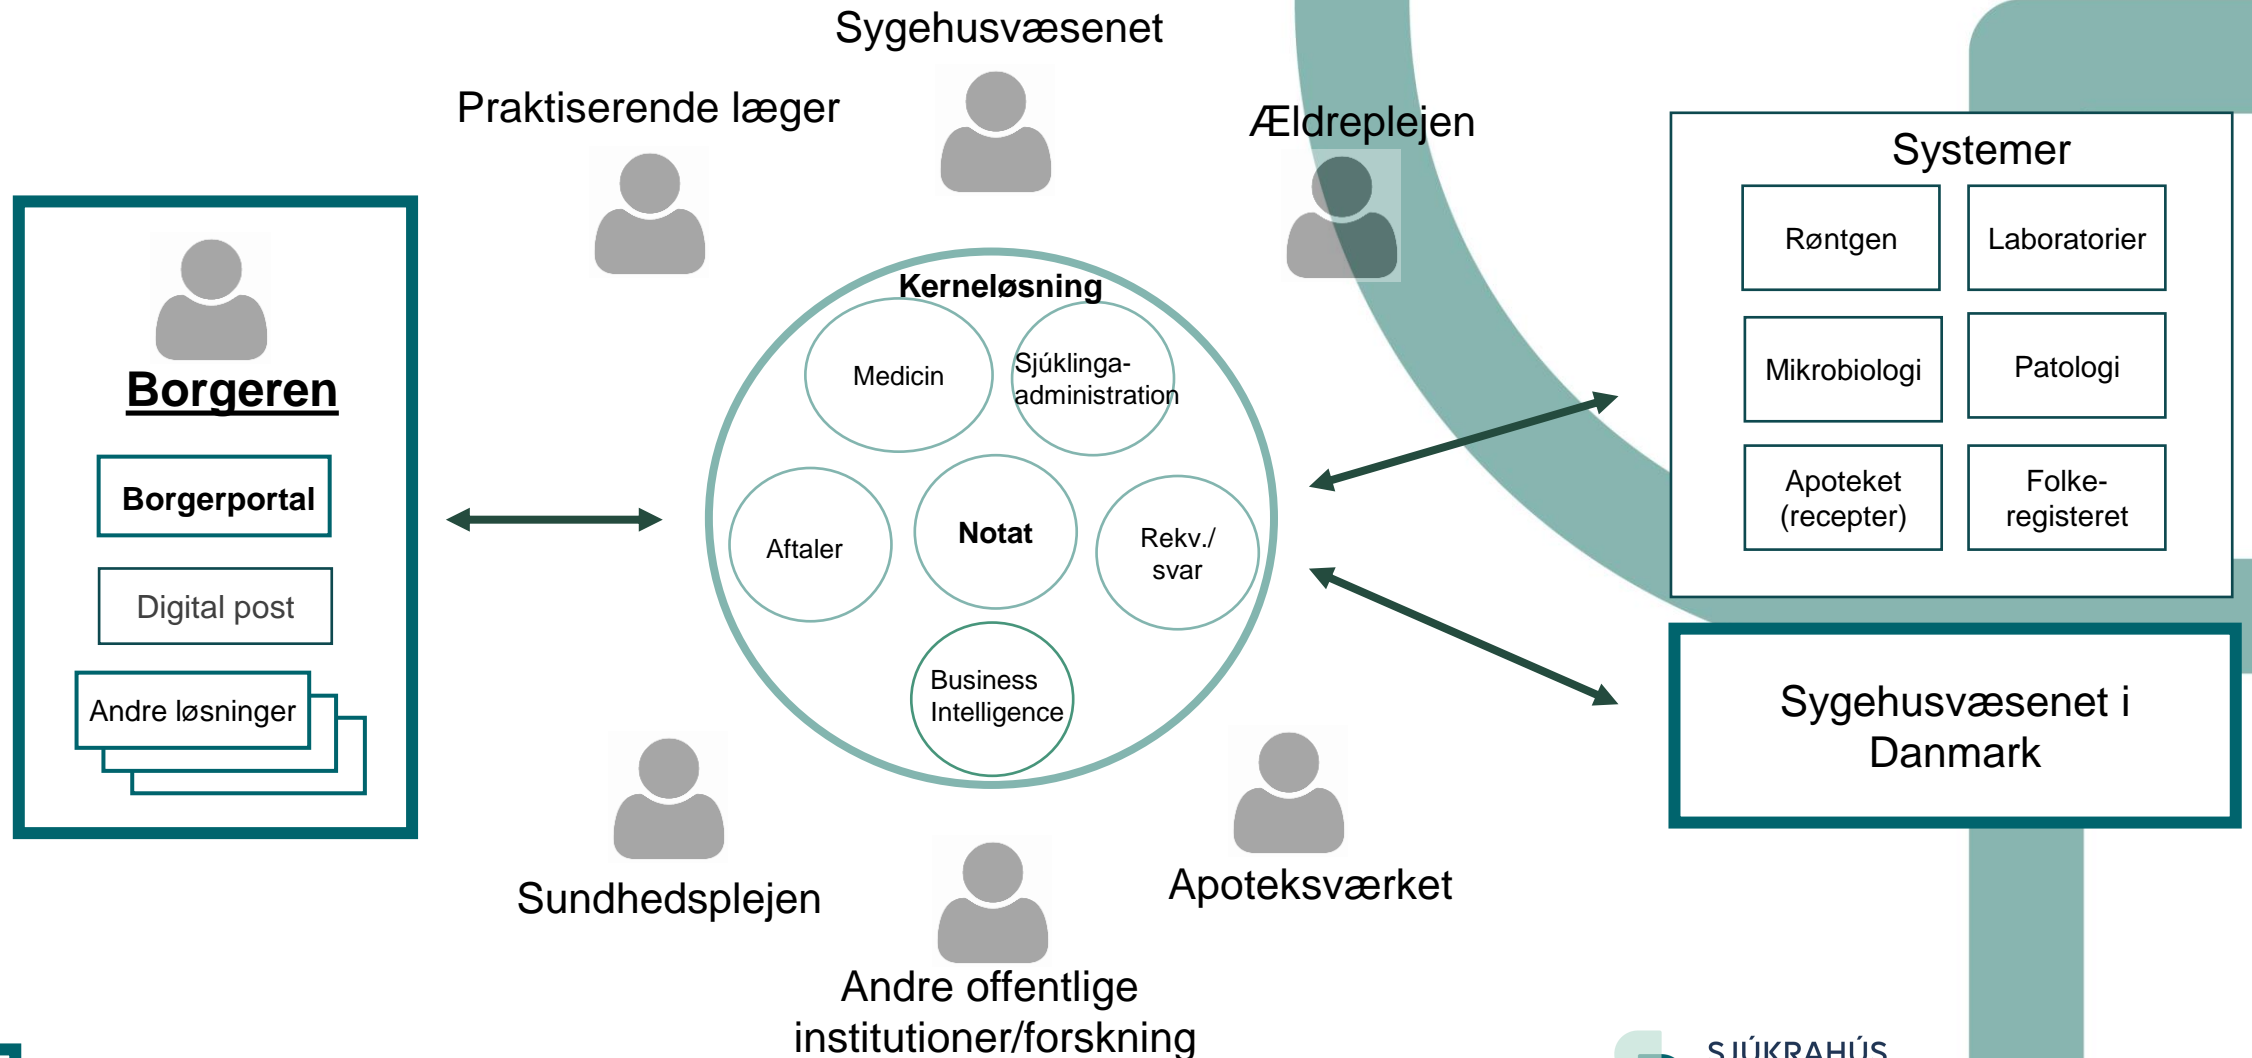 Sygehusvæsenet
Praktiserende læger
Ældreplejen
Borgeren
Borgerportal
Digital post
Andre løsninger
Kerneløsning
Medicin
Sjúklinga-
administration
Aftaler
Notat
Rekv./
svar
Business
Intelligence
Sundhedsplejen
Andre offentlige
institutioner/forskning
Apoteksværket
Systemer
Røntgen
Laboratorier
Mikrobiologi
Patologi
Apoteket
(recepter)
Folke-
registeret
Sygehusvæsenet i
Danmark
SJÚKRAHÚS